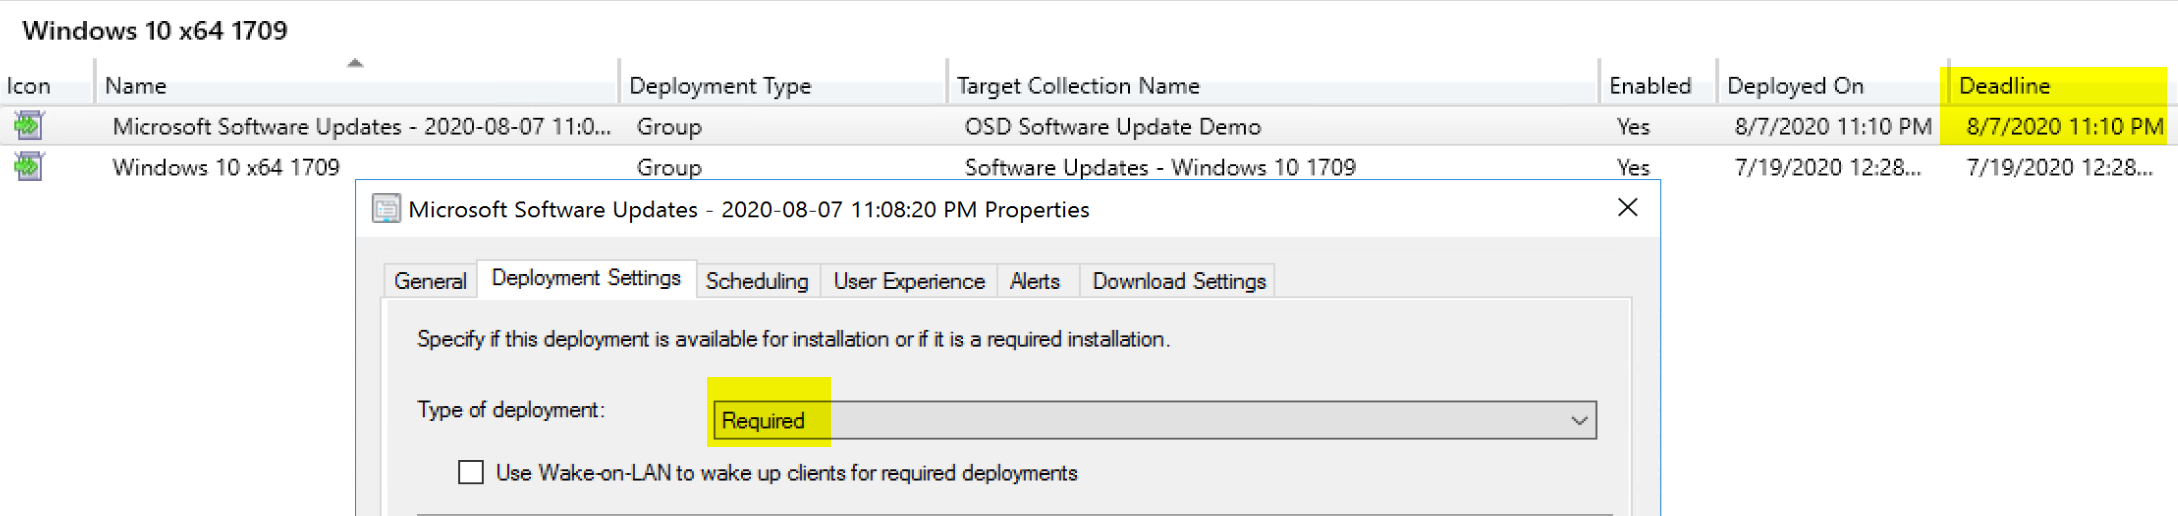 Windows 10 x64 1709
Icon Name Deployment Type Target Collection Name Enabled Deployed On Deadline
Microsoft Software Updates - 2020-08-07 11:0... Group OSD Software Update Demo Yes 8/7/2020 11:10 PM 8/7/2020 11:10 PM
Windows 10 x64 1709 Group Software Updates - Windows 10 1709 Yes 7/19/2020 12:28... 7/19/2020 12:28...
Microsoft Software Updates - 2020-08-07 11:08:20 PM Properties
General Deployment Settings Scheduling User Experience Alerts Download Settings
Specify if this deployment is available for installation or if it is a required installation.
Type of deployment: Required
Use Wake-on-LAN to wake up clients for required deployments